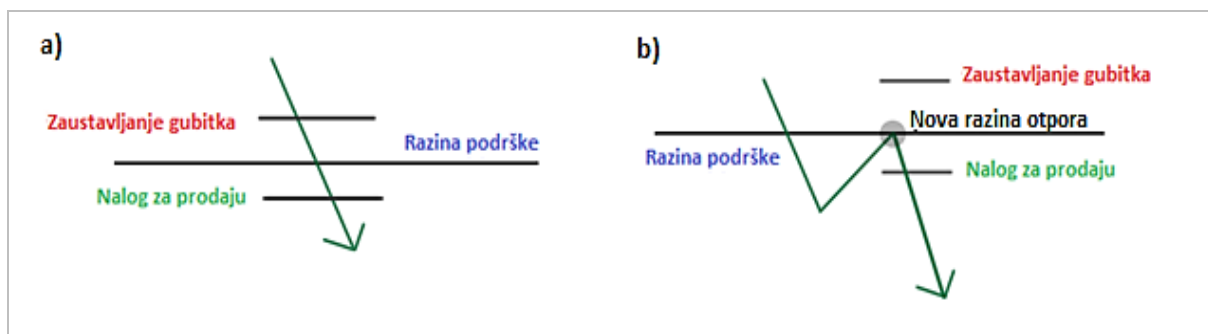 a)
Zaustavljanje gubitka
Razina podrške
Nalog za prodaju
b)
Zaustavljanje gubitka
Nova razina otpora
Razina podrške
Nalog za prodaju